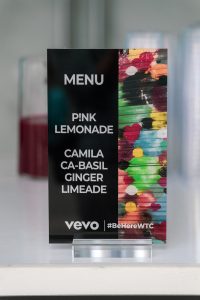 MENU
P!NK
LEMONADE
CAMILA
CA-BASIL
GINGER
LIMEADE
vevo | #BeHereWTC